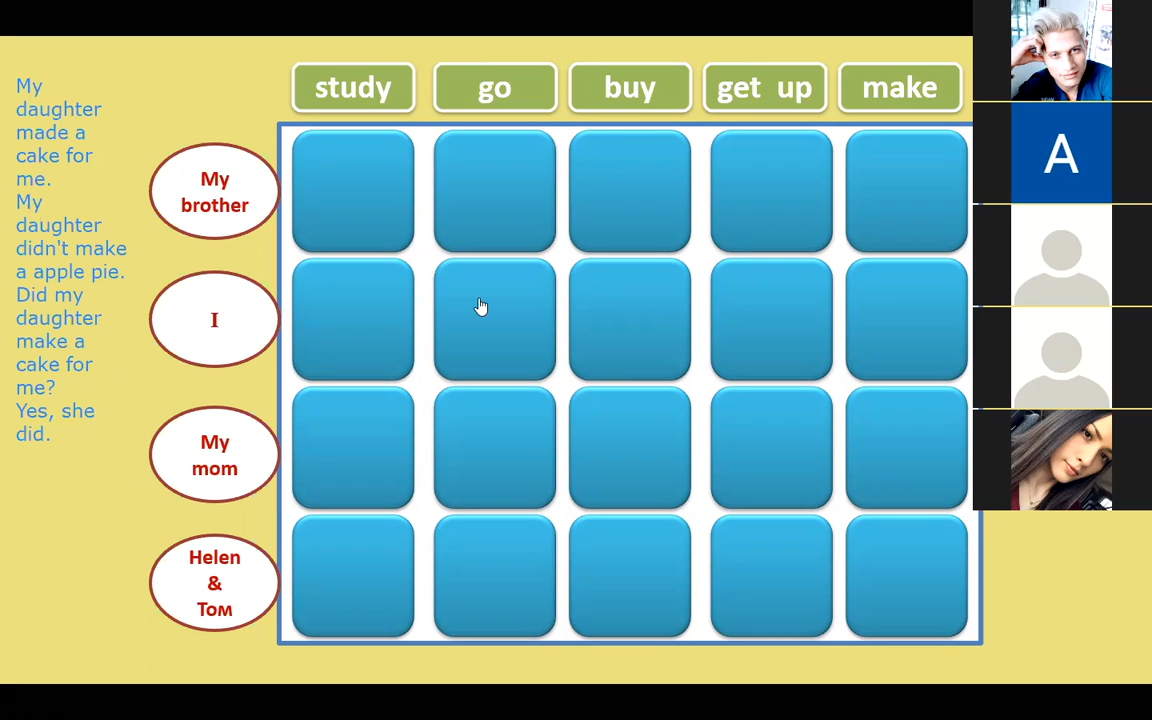 My
daughter
made a
cake for
me.
My
daughter
didn't make
a apple pie.
Did my
daughter
make a
cake for
me?
Yes, she
did.
study
go
buy
get up
make
My
brother
I
My
mom
Helen
&
Tom
A